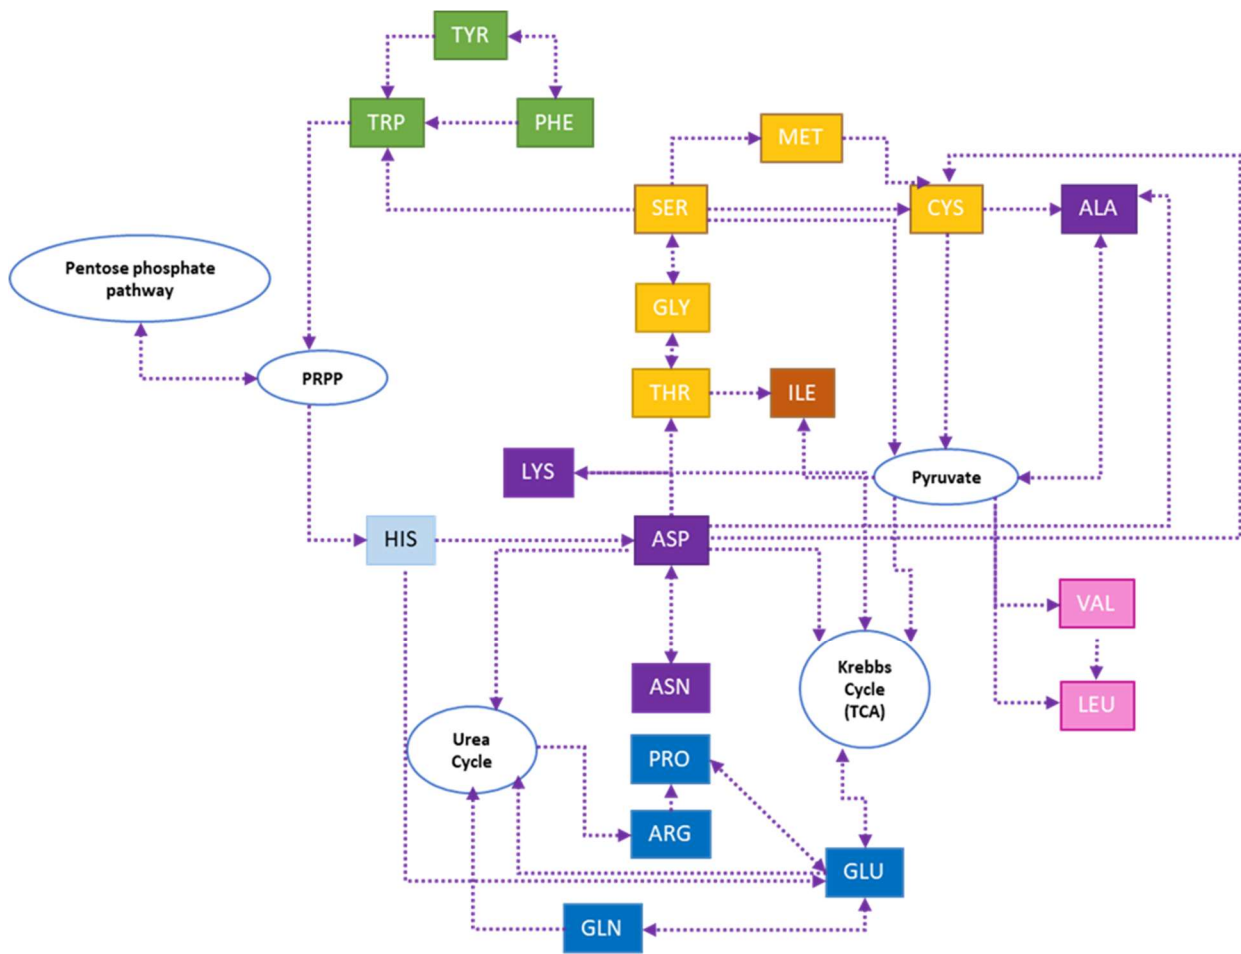 TYR
TRP
PHE
MET
SER
CYS
ALA
Pentose phosphate
pathway
GLY
PRPP
THR
ILE
LYS
Pyruvate
HIS
ASP
VAL
ASN
Krebbs
Cycle
(TCA)
LEU
Urea
Cycle
PRO
ARG
GLU
GLN